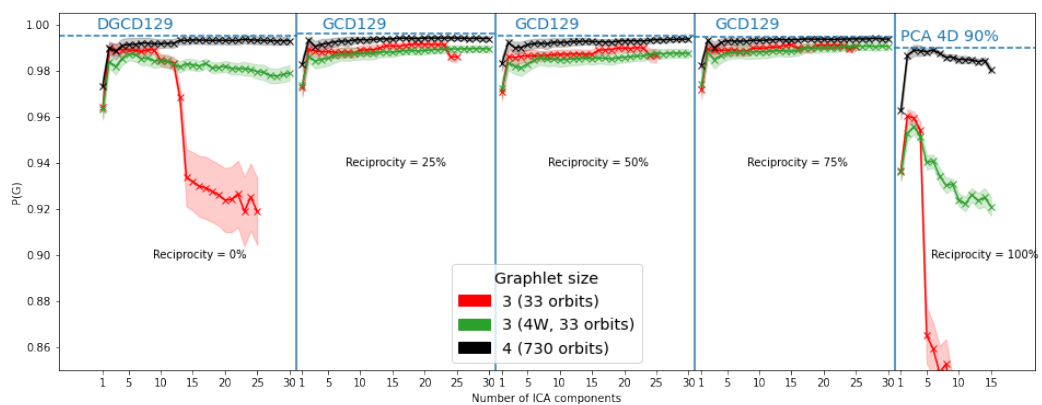 DGCD129 GCD129 GCD129 GCD129 PCA 4D 90%
P(G)
1.00
0.98
0.96
0.94
0.92
0.90
0.88
0.86
Reciprocity = 25% Reciprocity = 50% Reciprocity = 75%
Reciprocity = 0% Reciprocity = 100%
Graphlet size
3 (33 orbits)
3 (4W, 33 orbits)
4 (730 orbits)
1 5 10 15 20 25 30 1 5 10 15 20 25 30 1 5 10 15 20 25 30 1 5 10 15 20 25 30 1 5 10 15
Number of ICA components